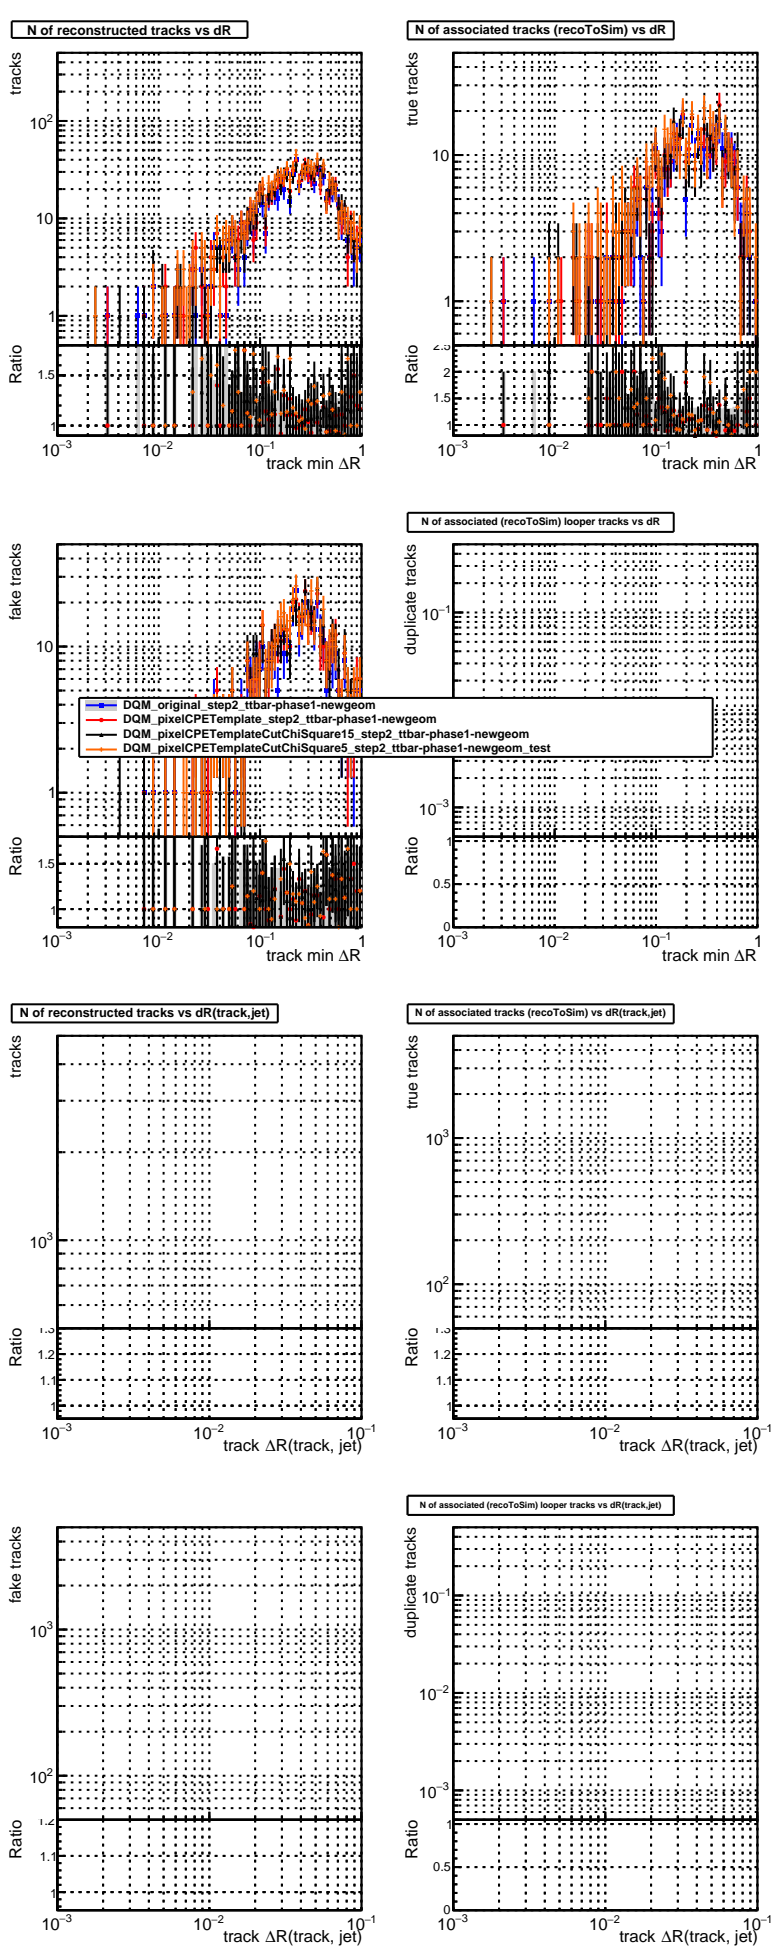 N of reconstructed tracks vs dR
tracks
10²
10
1
Ratio
1.5
1
10⁻³ 10⁻² 10⁻¹ 1
track min ΔR
N of associated tracks (recoToSim) vs dR
true tracks
10
1
Ratio
2.5
2
1.5
1
10⁻³ 10⁻² 10⁻¹ 1
track min ΔR
fake tracks
10
1
Ratio
1.5
1
10⁻³ 10⁻² 10⁻¹ 1
track min ΔR
N of associated (recoToSim) looper tracks vs dR
duplicate tracks
10⁻¹
10⁻³
Ratio
1
0.5
0
10⁻³ 10⁻² 10⁻¹ 1
track min ΔR
DQM_original_step2_ttbar-phase1-newgeom
DQM_pixelCPETemplate_step2_ttbar-phase1-newgeom
DQM_pixelCPETemplateCutChiSquare15_step2_ttbar-phase1-newgeom
DQM_pixelCPETemplateCutChiSquare5_step2_ttbar-phase1-newgeom_test
N of reconstructed tracks vs dR(track,jet)
tracks
10³
Ratio
1.3
1.2
1.1
1
10⁻³ 10⁻² 10⁻¹
track ΔR(track, jet)
N of associated tracks (recoToSim) vs dR(track,jet)
true tracks
10³
10²
Ratio
1.3
1.2
1.1
1
10⁻³ 10⁻² 10⁻¹
track ΔR(track, jet)
fake tracks
10³
10²
Ratio
1.2
1.1
1
10⁻³ 10⁻² 10⁻¹
track ΔR(track, jet)
N of associated (recoToSim) looper tracks vs dR(track,jet)
duplicate tracks
10⁻¹
10⁻²
10⁻³
Ratio
1
0.5
0
10⁻³ 10⁻² 10⁻¹
track ΔR(track, jet)